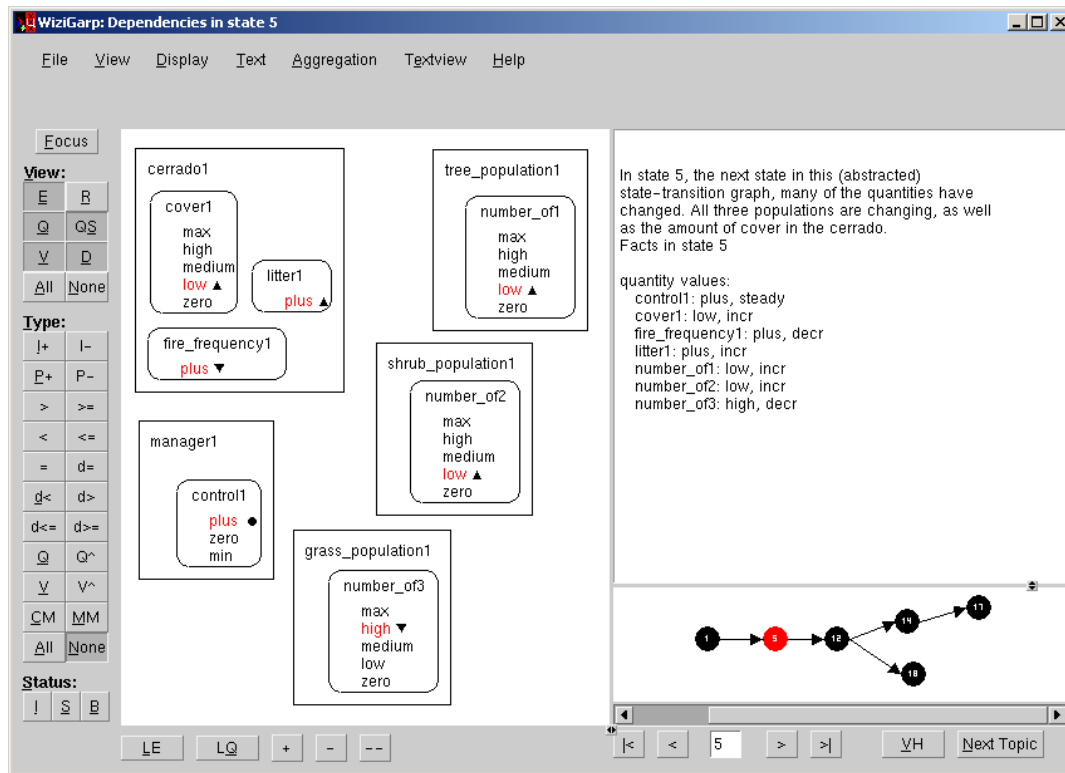 WiziGarp: Dependencies in state 5
File View Display Text Aggregation Textview Help
Focus
View:
E R
Q QS
V D
All None
Type:
I+ I-
P+ P-
> >=
< <=
= d=
d< d>
d<= d>=
Q Q^
V V^
CM MM
All None
Status:
I S B
cerrado1
cover1
max
high
medium
low
zero
litter1
plus
fire_frequency1
plus
tree_population1
number_of1
max
high
medium
low
zero
shrub_population1
number_of2
max
high
medium
low
zero
manager1
control1
plus
zero
min
grass_population1
number_of3
max
high
medium
low
zero
In state 5, the next state in this (abstracted)
state-transition graph, many of the quantities have
changed. All three populations are changing, as well
as the amount of cover in the cerrado.
Facts in state 5
quantity values:
control1: plus, steady
cover1: low, incr
fire_frequency1: plus, decr
litter1: plus, incr
number_of1: low, incr
number_of2: low, incr
number_of3: high, decr
1 5 12 14 17
18
LE LQ + - --
|< < 5 > >| VH Next Topic